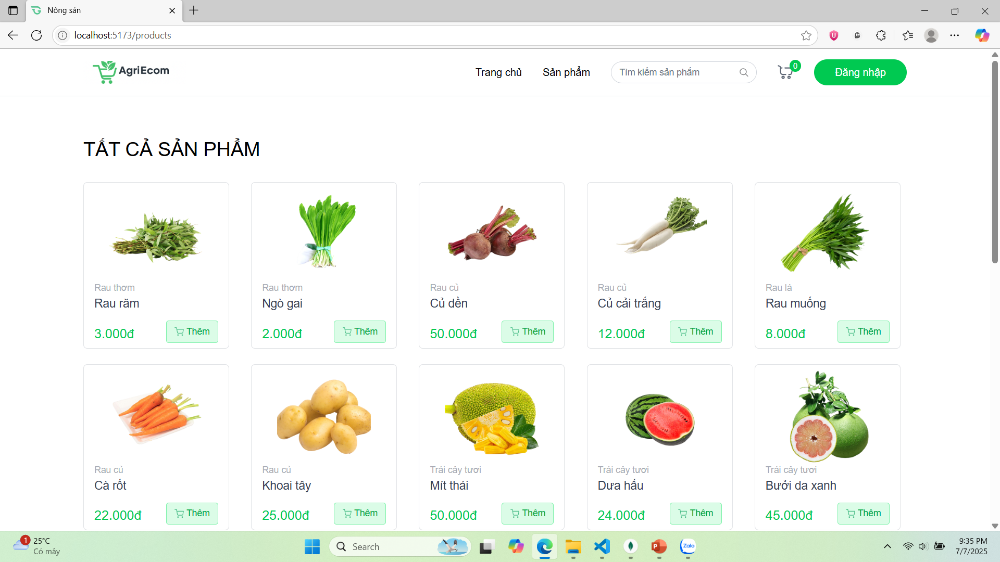 Nông sản
localhost:5173/products
AgriEcom
Trang chủ
Sản phẩm
Tìm kiếm sản phẩm
0
Đăng nhập
TẤT CẢ SẢN PHẨM
Rau thơm
Rau răm
3.000đ
Thêm
Rau thơm
Ngò gai
2.000đ
Thêm
Rau củ
Củ dền
50.000đ
Thêm
Rau củ
Củ cải trắng
12.000đ
Thêm
Rau lá
Rau muống
8.000đ
Thêm
Rau củ
Cà rốt
22.000đ
Thêm
Rau củ
Khoai tây
25.000đ
Thêm
Trái cây tươi
Mít thái
50.000đ
Thêm
Trái cây tươi
Dưa hấu
24.000đ
Thêm
Trái cây tươi
Bưởi da xanh
45.000đ
Thêm
1
25°C
Có mây
Search
P
Zalo
9:35 PM
7/7/2025